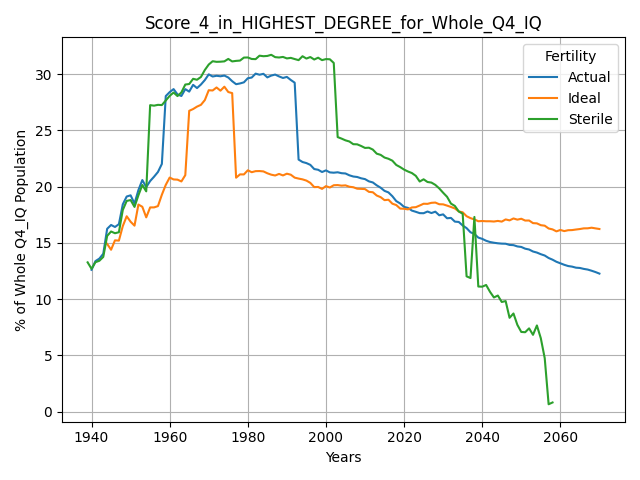 Score_4_in_HIGHEST_DEGREE_for_Whole_Q4_IQ
Fertility
Actual
Ideal
Sterile
% of Whole Q4_IQ Population
30
25
20
15
10
5
0
1940
1960
1980
2000
2020
2040
2060
Years